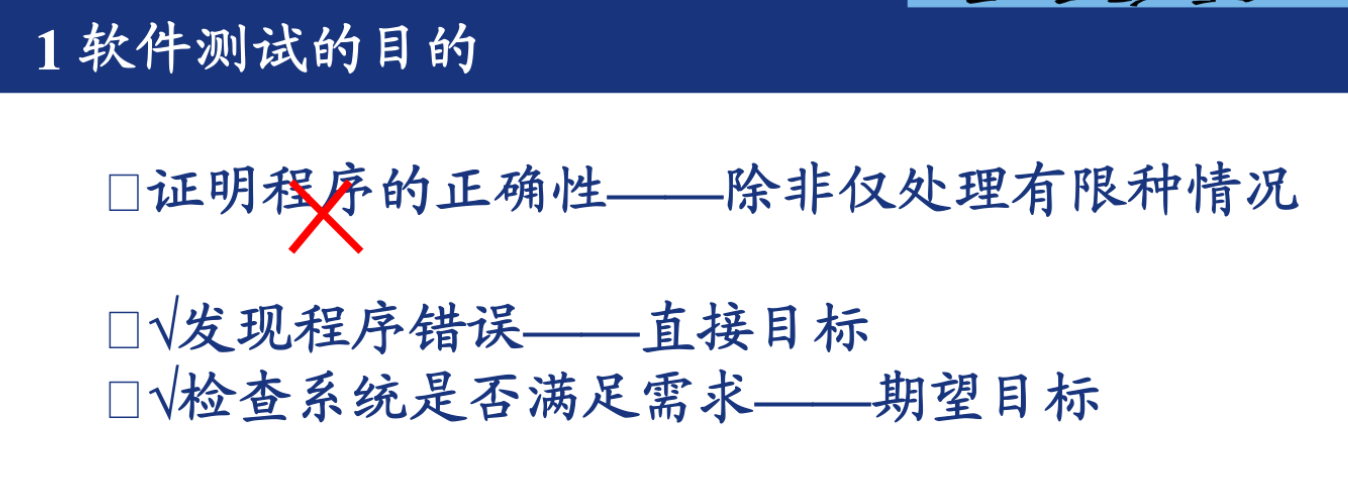 1 软件测试的目的
□证明程序的正确性——除非仅处理有限种情况
□√发现程序错误——直接目标
□√检查系统是否满足需求——期望目标